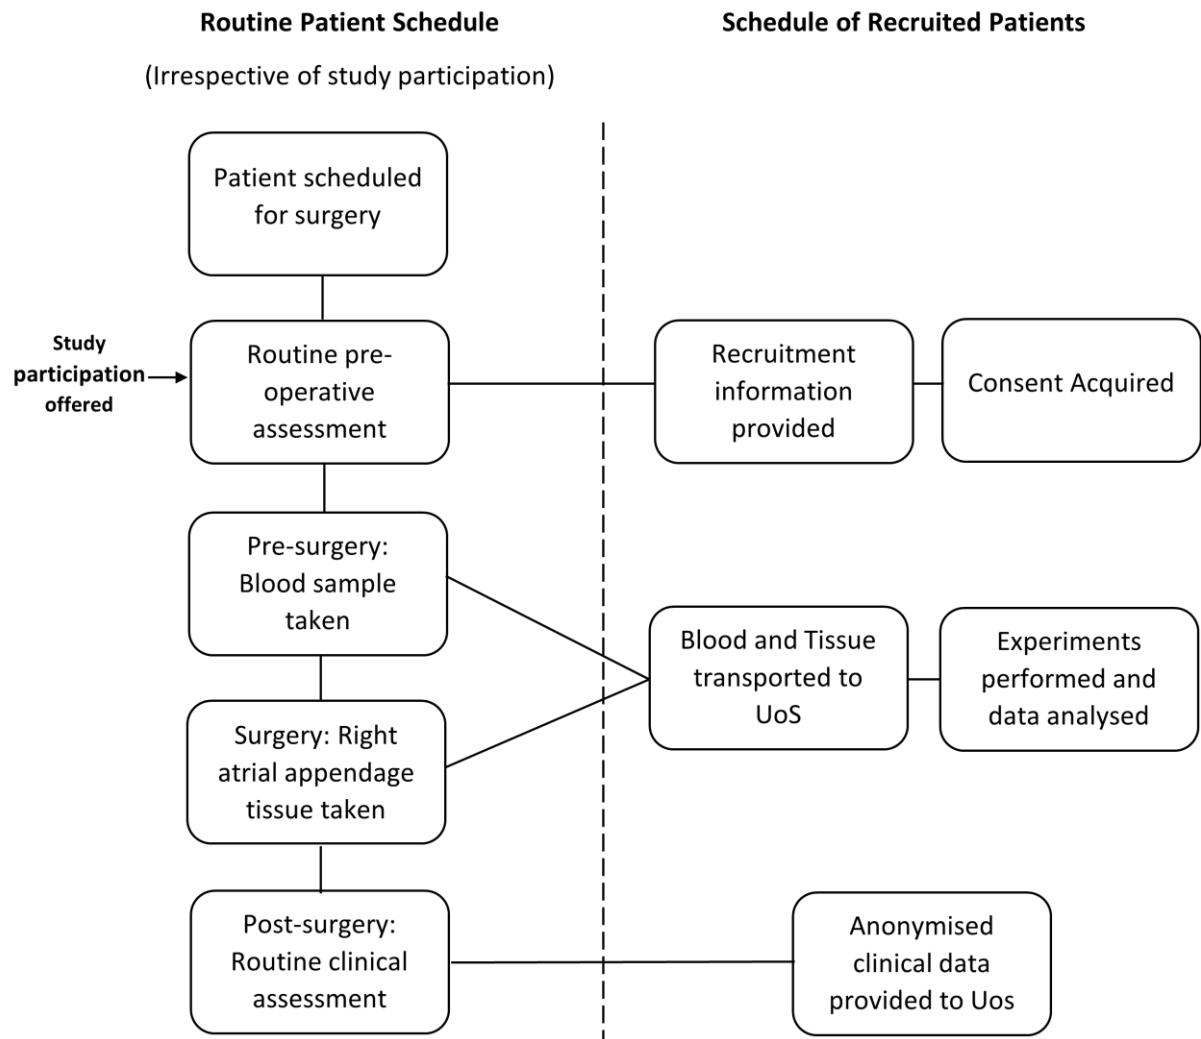 Routine Patient Schedule
(Irrespective of study participation)
Schedule of Recruited Patients
Patient scheduled
for surgery
Study
participation
offered
Routine pre-
operative
assessment
Recruitment
information
provided
Consent Acquired
Pre-surgery:
Blood sample
taken
Surgery: Right
atrial appendage
tissue taken
Blood and Tissue
transported to
UoS
Experiments
performed and
data analysed
Post-surgery:
Routine clinical
assessment
Anonymised
clinical data
provided to Uos